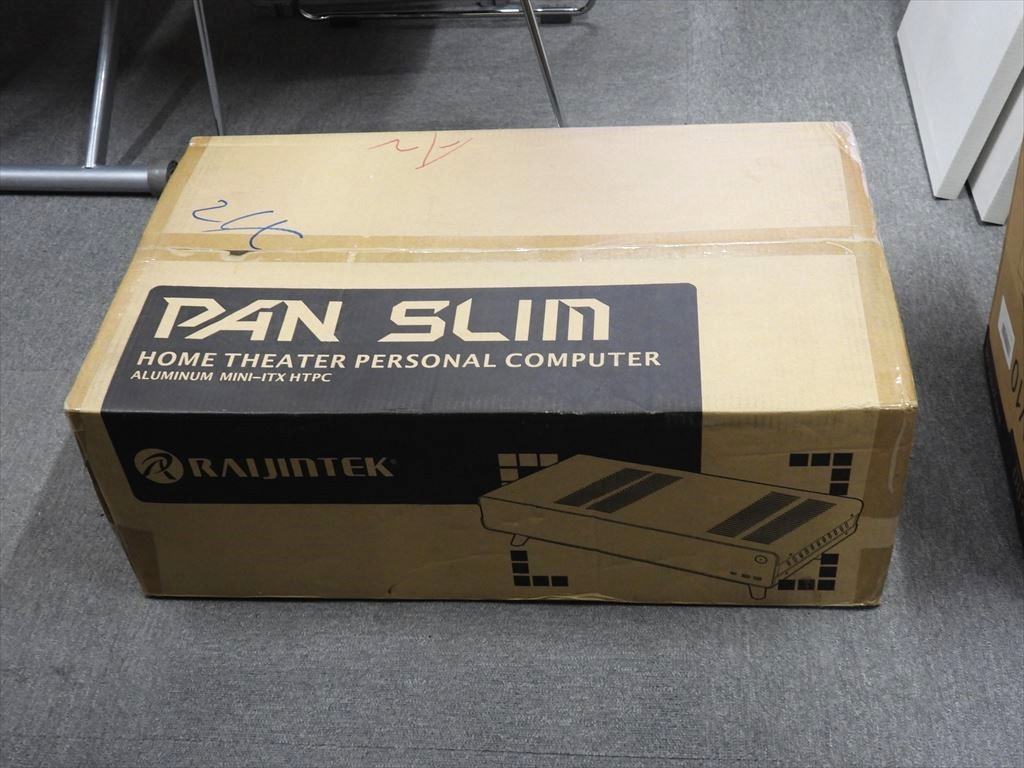 PAN SLIM
HOME THEATER PERSONAL COMPUTER
ALUMINUM MINI-ITX HTPC
RAIJINTEK